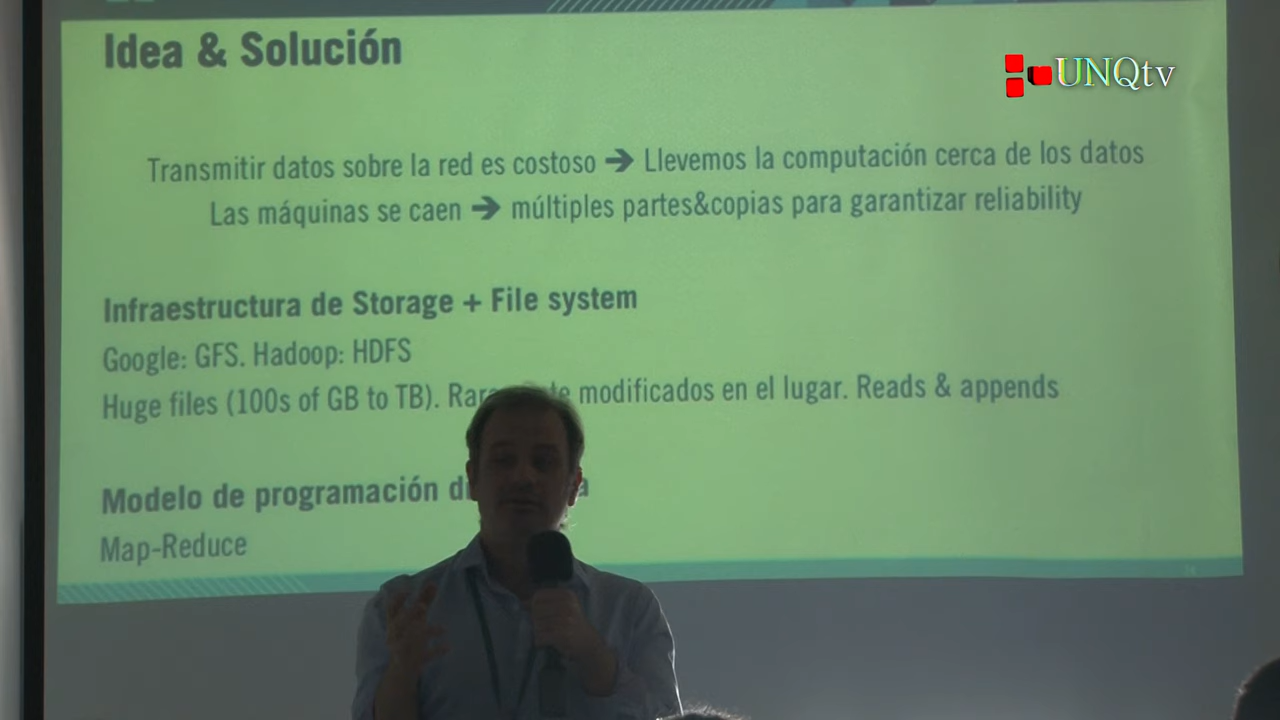 Idea & Solución
UNQtv
Transmitir datos sobre la red es costoso ➔ Llevemos la computación cerca de los datos
Las máquinas se caen ➔ múltiples partes&copias para garantizar reliability
Infraestructura de Storage + File system
Google: GFS. Hadoop: HDFS
Huge files (100s of GB to TB). modificados en el lugar. Reads & appends
Modelo de programación
Map-Reduce